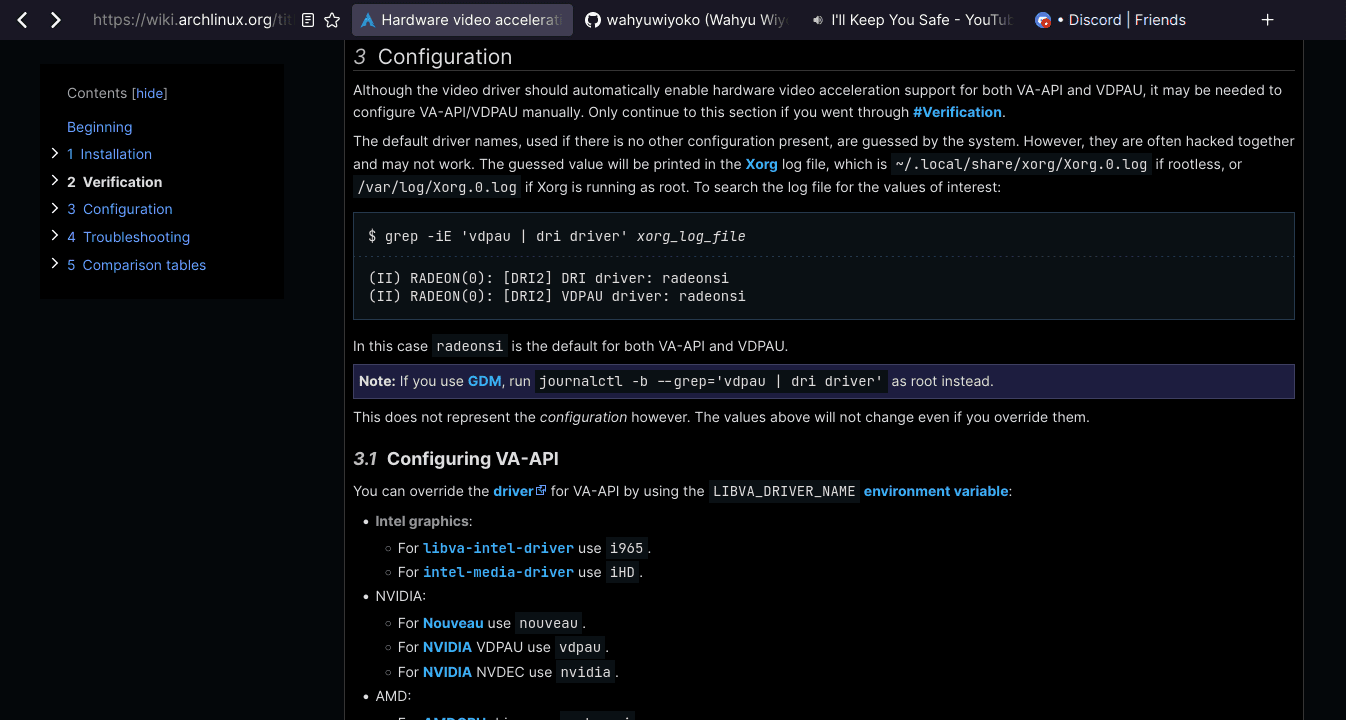 https://wiki.archlinux.org/tit
Hardware video accelerati
wahyuwiyoko (Wahyu Wiyo
I'll Keep You Safe - YouTub
• Discord | Friends
Contents [hide]
Beginning
1 Installation
2 Verification
3 Configuration
4 Troubleshooting
5 Comparison tables
3 Configuration
Although the video driver should automatically enable hardware video acceleration support for both VA-API and VDPAU, it may be needed to
configure VA-API/VDPAU manually. Only continue to this section if you went through #Verification.
The default driver names, used if there is no other configuration present, are guessed by the system. However, they are often hacked together
and may not work. The guessed value will be printed in the Xorg log file, which is ~/.local/share/xorg/Xorg.0.log if rootless, or
/var/log/Xorg.0.log if Xorg is running as root. To search the log file for the values of interest:
$ grep -iE 'vdpau | dri driver' xorg_log_file
(II) RADEON(0): [DRI2] DRI driver: radeonsi
(II) RADEON(0): [DRI2] VDPAU driver: radeonsi
In this case radeonsi is the default for both VA-API and VDPAU.
Note: If you use GDM, run journalctl -b --grep='vdpau | dri driver' as root instead.
This does not represent the configuration however. The values above will not change even if you override them.
3.1 Configuring VA-API
You can override the driver for VA-API by using the LIBVA_DRIVER_NAME environment variable:
• Intel graphics:
○ For libva-intel-driver use i965.
○ For intel-media-driver use iHD.
• NVIDIA:
○ For Nouveau use nouveau.
○ For NVIDIA VDPAU use vdpau.
○ For NVIDIA NVDEC use nvidia.
• AMD: